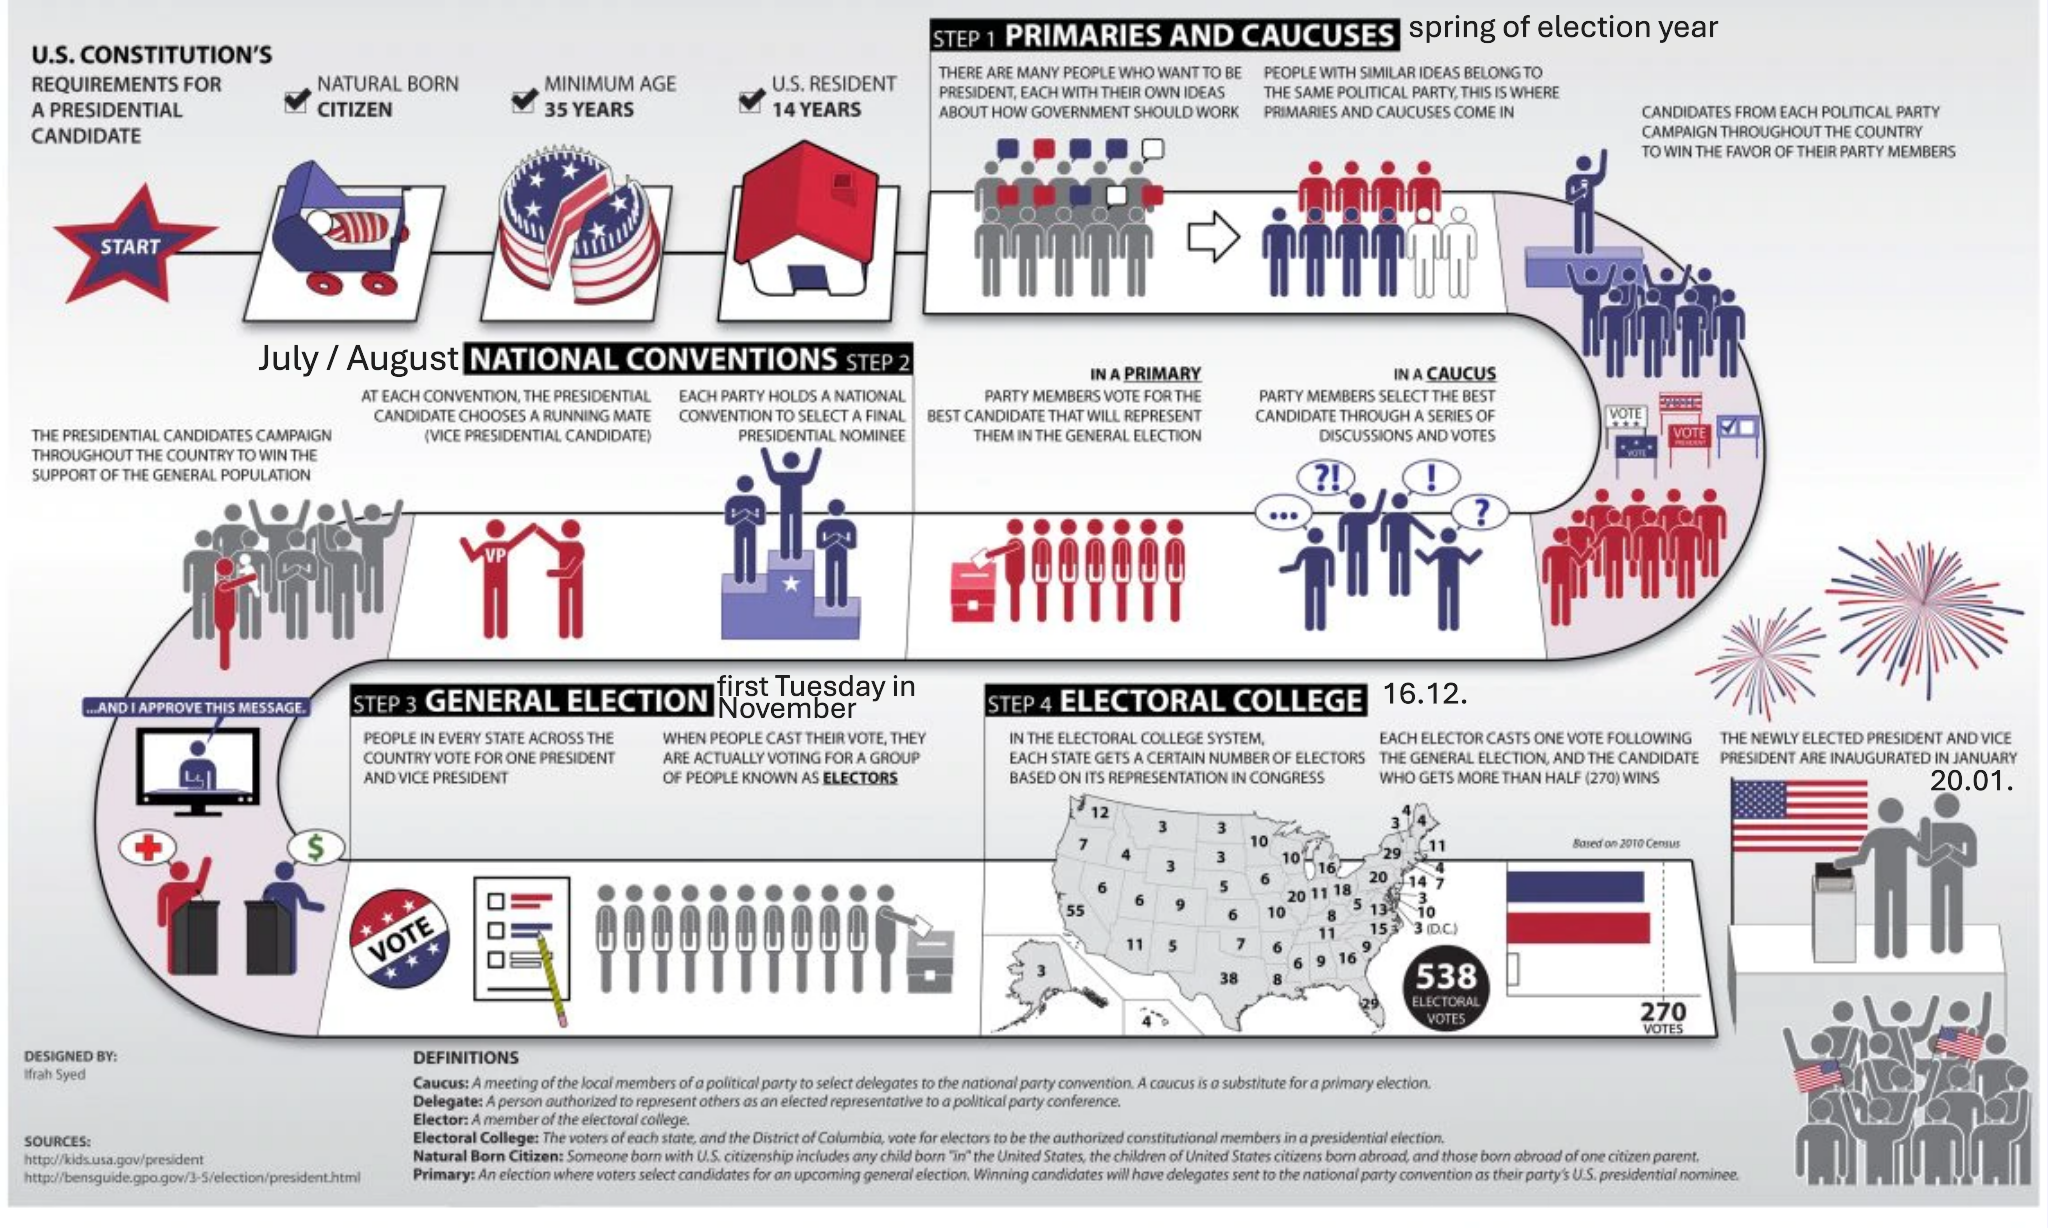 U.S. CONSTITUTION'S
REQUIREMENTS FOR
A PRESIDENTIAL
CANDIDATE
NATURAL BORN
CITIZEN
MINIMUM AGE
35 YEARS
U.S. RESIDENT
14 YEARS
START
STEP 1 PRIMARIES AND CAUCUSES spring of election year
THERE ARE MANY PEOPLE WHO WANT TO BE
PRESIDENT, EACH WITH THEIR OWN IDEAS
ABOUT HOW GOVERNMENT SHOULD WORK
PEOPLE WITH SIMILAR IDEAS BELONG TO
THE SAME POLITICAL PARTY, THIS IS WHERE
PRIMARIES AND CAUCUSES COME IN
CANDIDATES FROM EACH POLITICAL PARTY
CAMPAIGN THROUGHOUT THE COUNTRY
TO WIN THE FAVOR OF THEIR PARTY MEMBERS
VOTE
VOTE
VOTE
PRESIDENT
VOTE
IN A CAUCUS
PARTY MEMBERS SELECT THE BEST
CANDIDATE THROUGH A SERIES OF
DISCUSSIONS AND VOTES
...
?!
!
?
IN A PRIMARY
PARTY MEMBERS VOTE FOR THE
BEST CANDIDATE THAT WILL REPRESENT
THEM IN THE GENERAL ELECTION
July / August NATIONAL CONVENTIONS STEP 2
EACH PARTY HOLDS A NATIONAL
CONVENTION TO SELECT A FINAL
PRESIDENTIAL NOMINEE
AT EACH CONVENTION, THE PRESIDENTIAL
CANDIDATE CHOOSES A RUNNING MATE
(VICE PRESIDENTIAL CANDIDATE)
VP
THE PRESIDENTIAL CANDIDATES CAMPAIGN
THROUGHOUT THE COUNTRY TO WIN THE
SUPPORT OF THE GENERAL POPULATION
...AND I APPROVE THIS MESSAGE.
$
STEP 3 GENERAL ELECTION first Tuesday in
November
PEOPLE IN EVERY STATE ACROSS THE
COUNTRY VOTE FOR ONE PRESIDENT
AND VICE PRESIDENT
WHEN PEOPLE CAST THEIR VOTE, THEY
ARE ACTUALLY VOTING FOR A GROUP
OF PEOPLE KNOWN AS ELECTORS
VOTE
STEP 4 ELECTORAL COLLEGE 16.12.
IN THE ELECTORAL COLLEGE SYSTEM,
EACH STATE GETS A CERTAIN NUMBER OF ELECTORS
BASED ON ITS REPRESENTATION IN CONGRESS
EACH ELECTOR CASTS ONE VOTE FOLLOWING
THE GENERAL ELECTION, AND THE CANDIDATE
WHO GETS MORE THAN HALF (270) WINS
12
3
3
10
4
3
4
7
4
3
3
10
16
29
11
4
6
6
9
5
6
20
11
18
20
14
7
3
55
6
10
8
5
13
10
11
15
3 (D.C.)
11
5
7
6
6
9
16
9
38
8
29
3
4
538
ELECTORAL
VOTES
Based on 2010 Census
270
VOTES
THE NEWLY ELECTED PRESIDENT AND VICE
PRESIDENT ARE INAUGURATED IN JANUARY
20.01.
DESIGNED BY:
Ifrah Syed
SOURCES:
http://kids.usa.gov/president
http://bensguide.gpo.gov/3-5/election/president.html
DEFINITIONS
Caucus: A meeting of the local members of a political party to select delegates to the national party convention. A caucus is a substitute for a primary election.
Delegate: A person authorized to represent others as an elected representative to a political party conference.
Elector: A member of the electoral college.
Electoral College: The voters of each state, and the District of Columbia, vote for electors to be the authorized constitutional members in a presidential election.
Natural Born Citizen: Someone born with U.S. citizenship includes any child born "in" the United States, the children of United States citizens born abroad, and those born abroad of one citizen parent.
Primary: An election where voters select candidates for an upcoming general election. Winning candidates will have delegates sent to the national party convention as their party's U.S. presidential nominee.